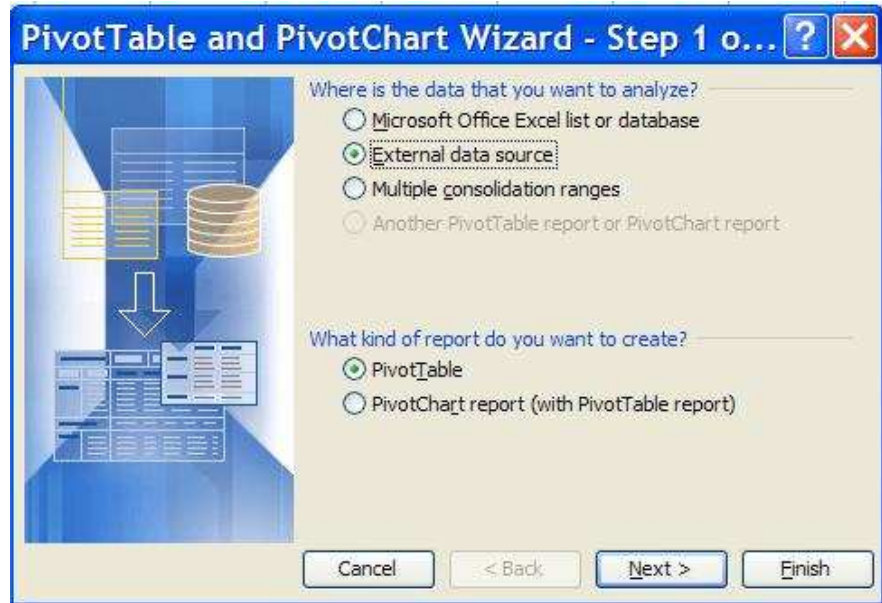 PivotTable and PivotChart Wizard - Step 1 o...
Where is the data that you want to analyze?
Microsoft Office Excel list or database
External data source
Multiple consolidation ranges
Another PivotTable report or PivotChart report
What kind of report do you want to create?
PivotTable
PivotChart report (with PivotTable report)
Cancel
< Back
Next >
Finish